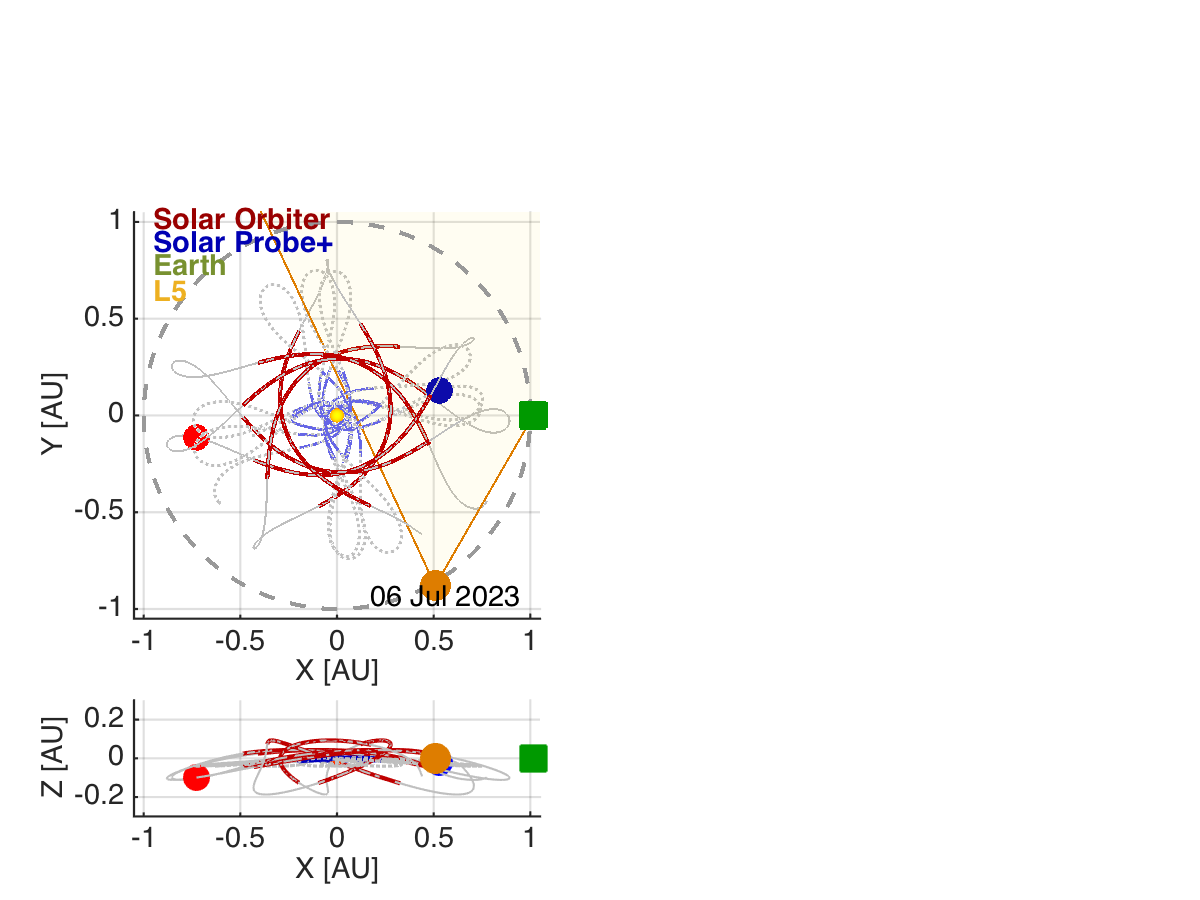 Solar Orbiter
Solar Probe+
Earth
L5
1
0.5
0
-0.5
-1
Y [AU]
06 Jul 2023
-1 -0.5 0 0.5 1
X [AU]
0.2
0
-0.2
Z [AU]
-1 -0.5 0 0.5 1
X [AU]